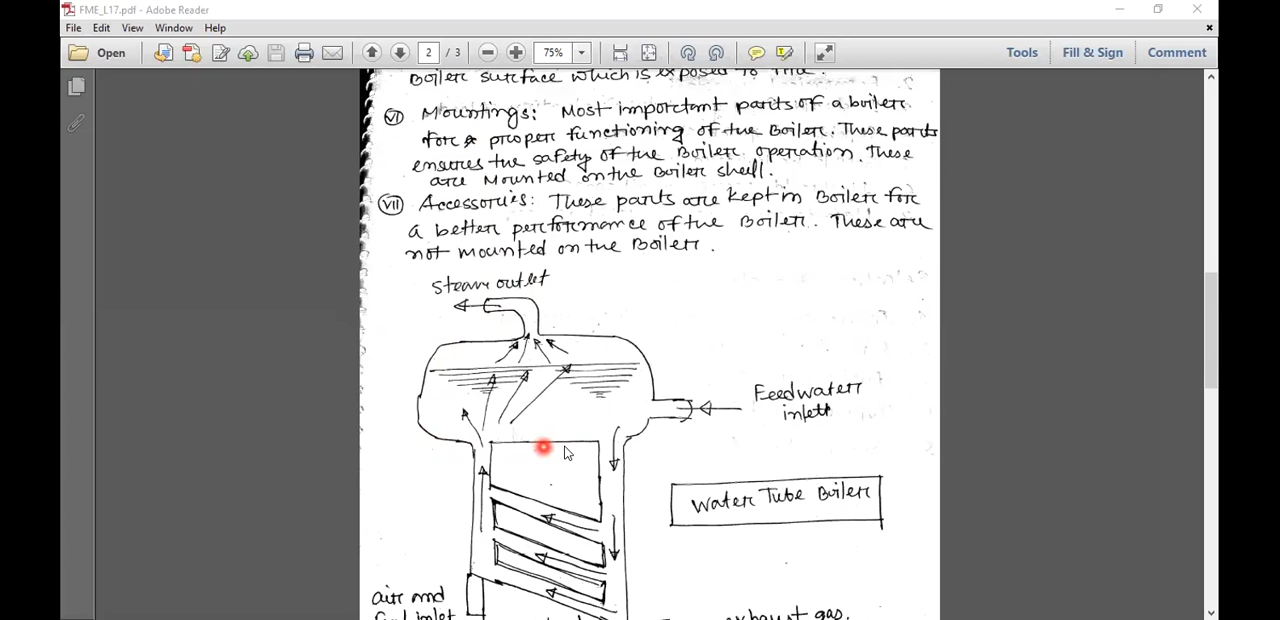 FME_L17.pdf - Adobe Reader
File Edit View Window Help
Open 2 / 3 75% Tools Fill & Sign Comment
Boiler surface which is exposed to
VI Mountings: Most important parts of a boiler
for proper functioning of the Boiler. These parts
ensures the safety of the Boiler operation. These
are Mounted on the Boiler shell.
VII Accessories: These parts are kept in Boiler for
a better performance of the Boiler. These are
not mounted on the Boiler.
Steam outlet
Feed water
inlet
Water Tube Boiler
air and
fuel inlet
exhaust gas.